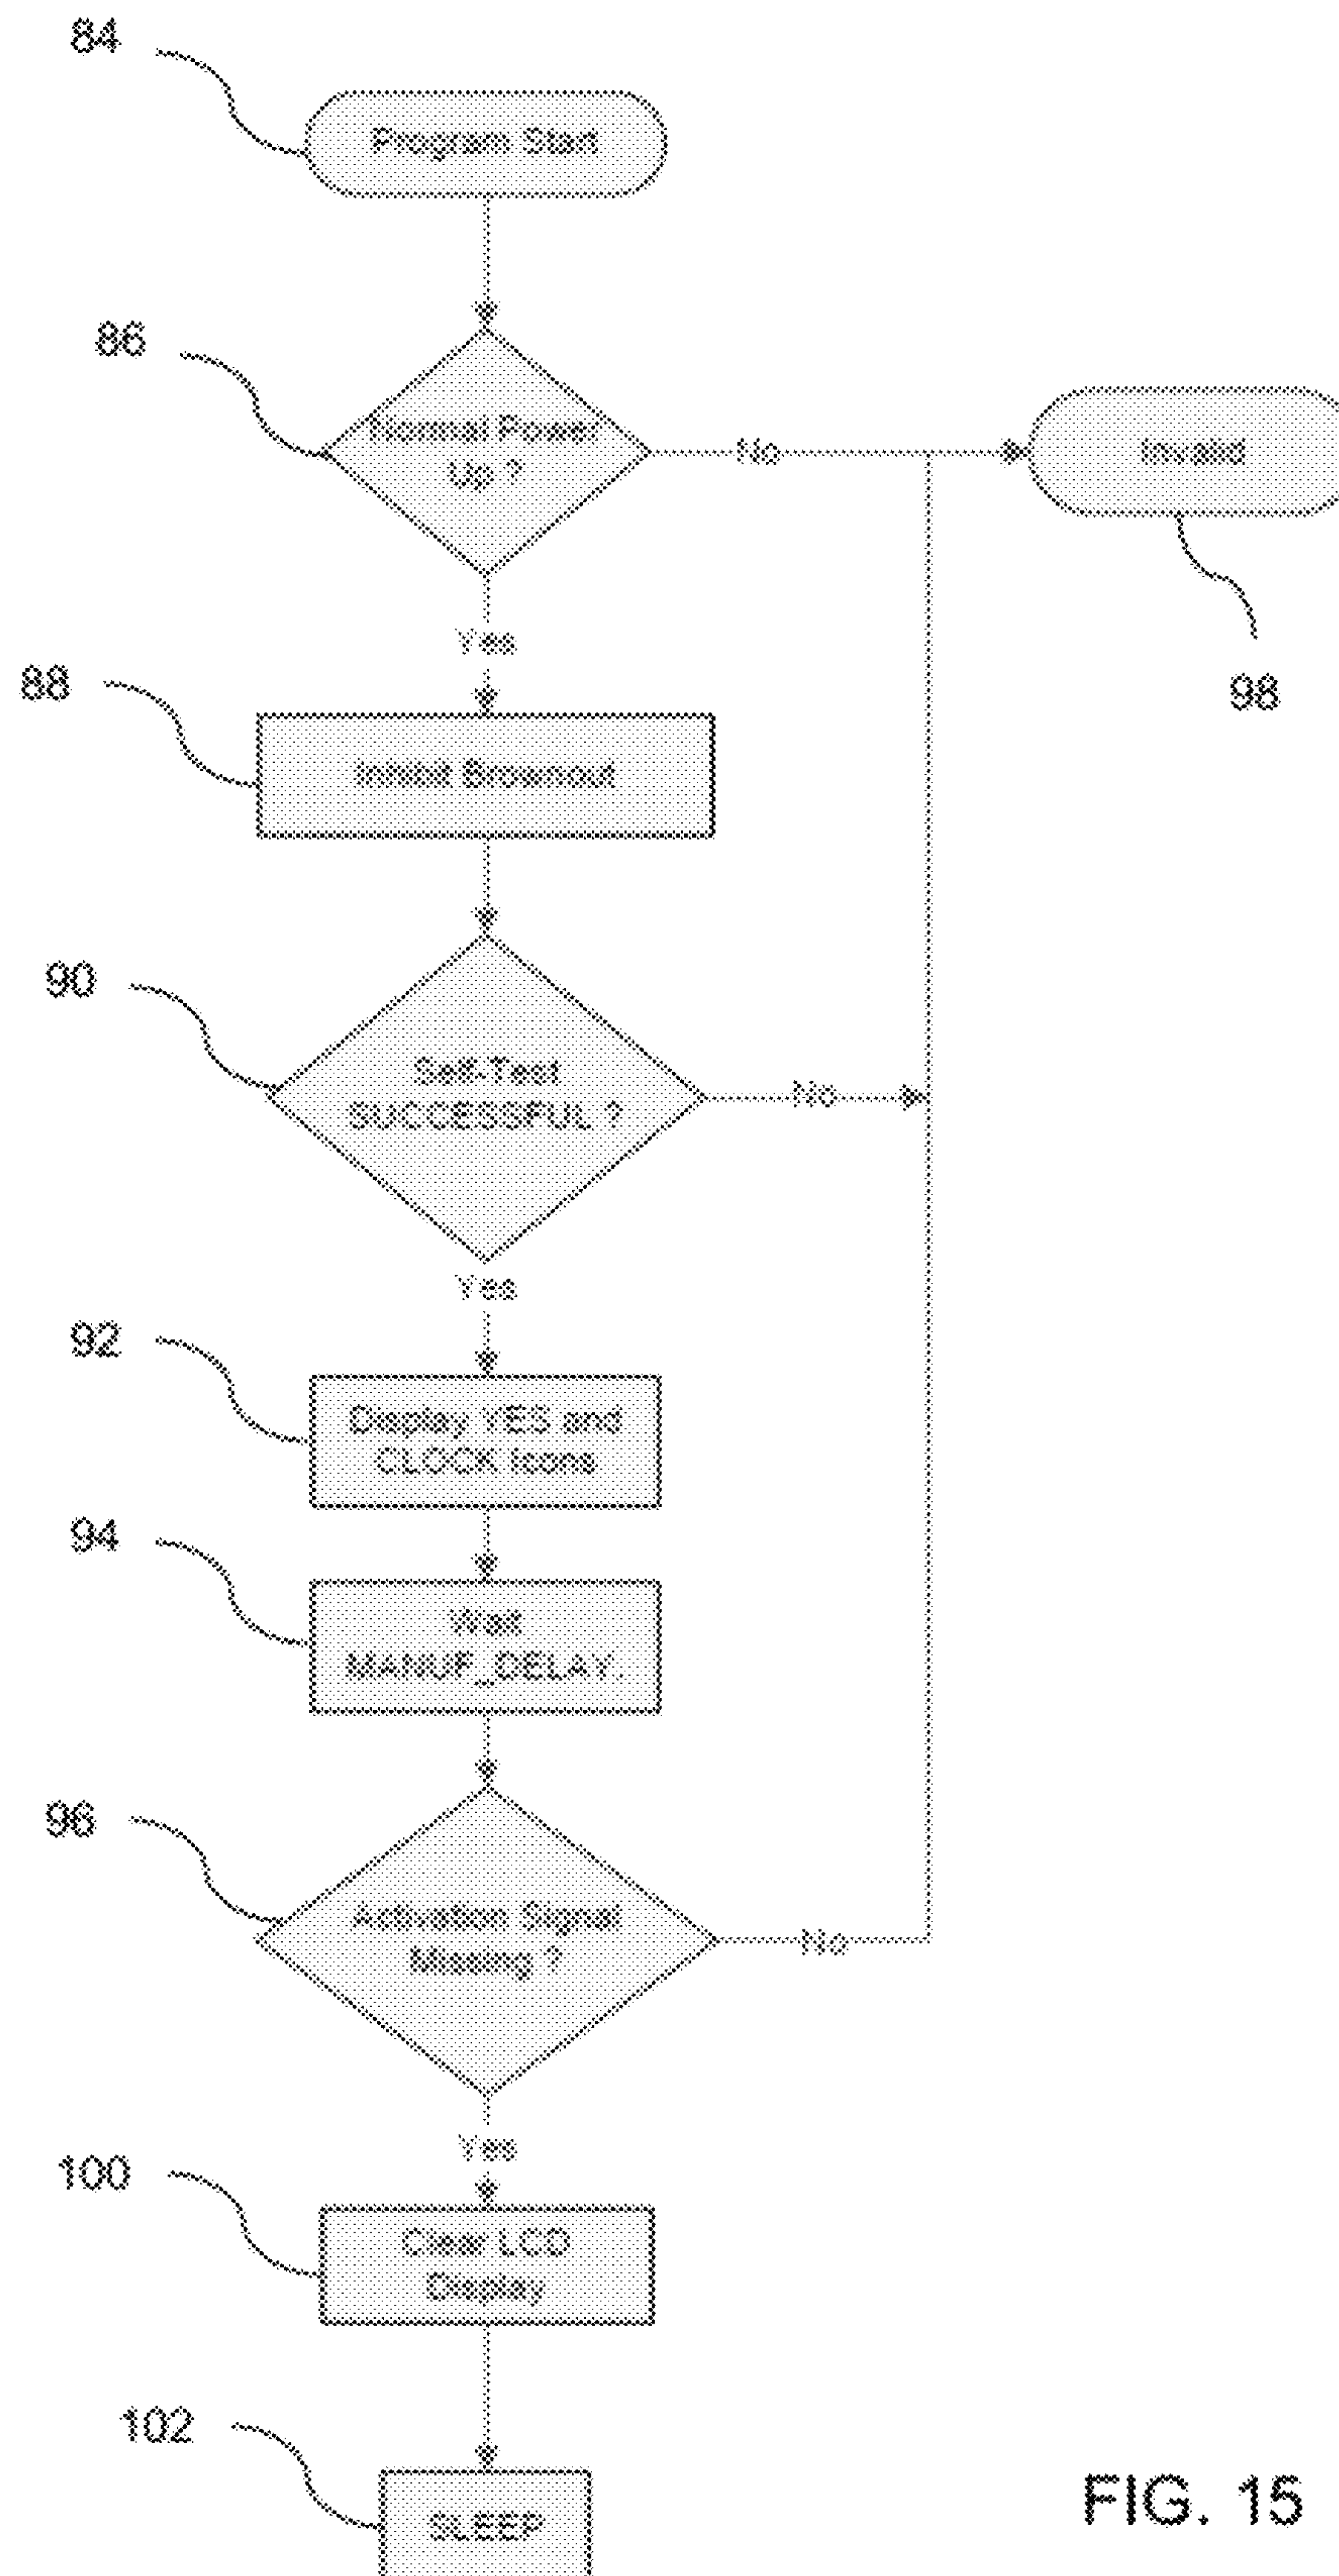 84
Program Start
86
Normal Power
Up ?
No
Invalid
98
Yes
88
Inhibit Brownout
90
Self-Test
SUCCESSFUL ?
No
Yes
92
Display YES and
CLOCK icons
94
Wait
MANUF_DELAY.
96
Activation Signal
Missing ?
No
Yes
100
Clear LCD
Display
102
SLEEP
FIG. 15